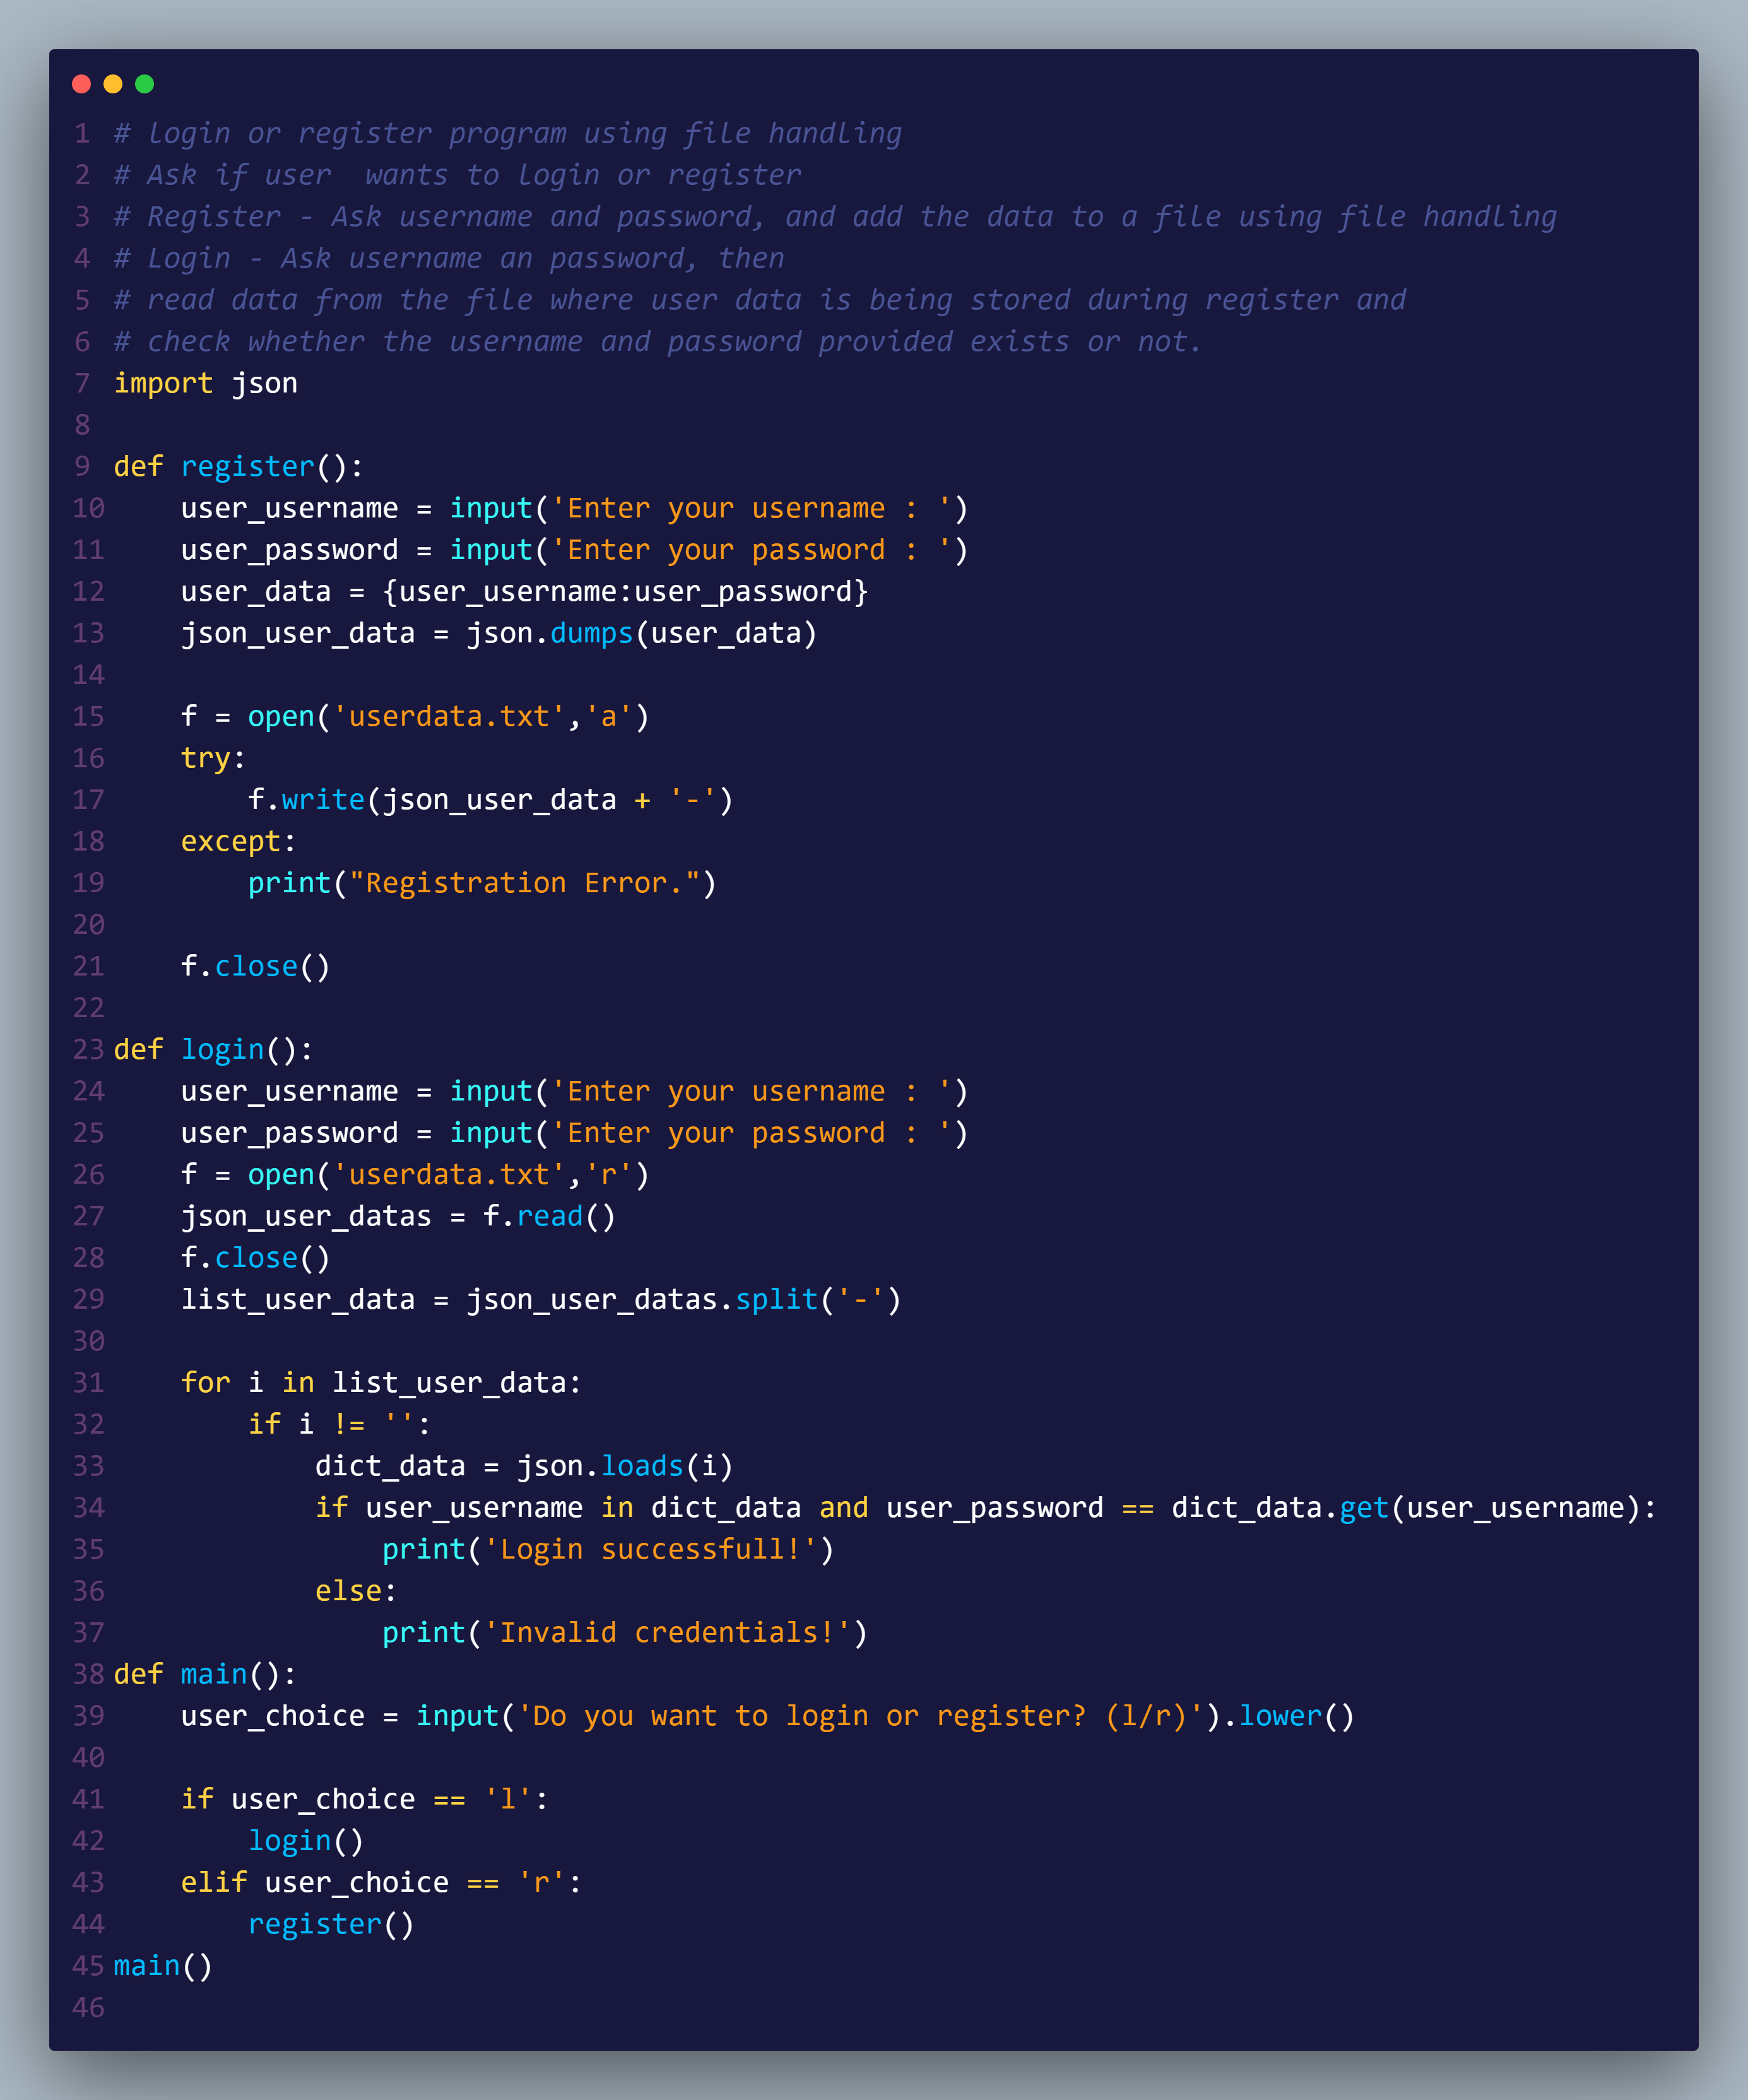 1 # login or register program using file handling
2 # Ask if user  wants to login or register
3 # Register - Ask username and password, and add the data to a file using file handling
4 # Login - Ask username an password, then
5 # read data from the file where user data is being stored during register and
6 # check whether the username and password provided exists or not.
7 import json
8
9 def register():
10     user_username = input('Enter your username : ')
11     user_password = input('Enter your password : ')
12     user_data = {user_username:user_password}
13     json_user_data = json.dumps(user_data)
14
15     f = open('userdata.txt','a')
16     try:
17         f.write(json_user_data + '-')
18     except:
19         print("Registration Error.")
20
21     f.close()
22
23 def login():
24     user_username = input('Enter your username : ')
25     user_password = input('Enter your password : ')
26     f = open('userdata.txt','r')
27     json_user_datas = f.read()
28     f.close()
29     list_user_data = json_user_datas.split('-')
30
31     for i in list_user_data:
32         if i != '':
33             dict_data = json.loads(i)
34             if user_username in dict_data and user_password == dict_data.get(user_username):
35                 print('Login successfull!')
36             else:
37                 print('Invalid credentials!')
38 def main():
39     user_choice = input('Do you want to login or register? (l/r)').lower()
40
41     if user_choice == 'l':
42         login()
43     elif user_choice == 'r':
44         register()
45 main()
46